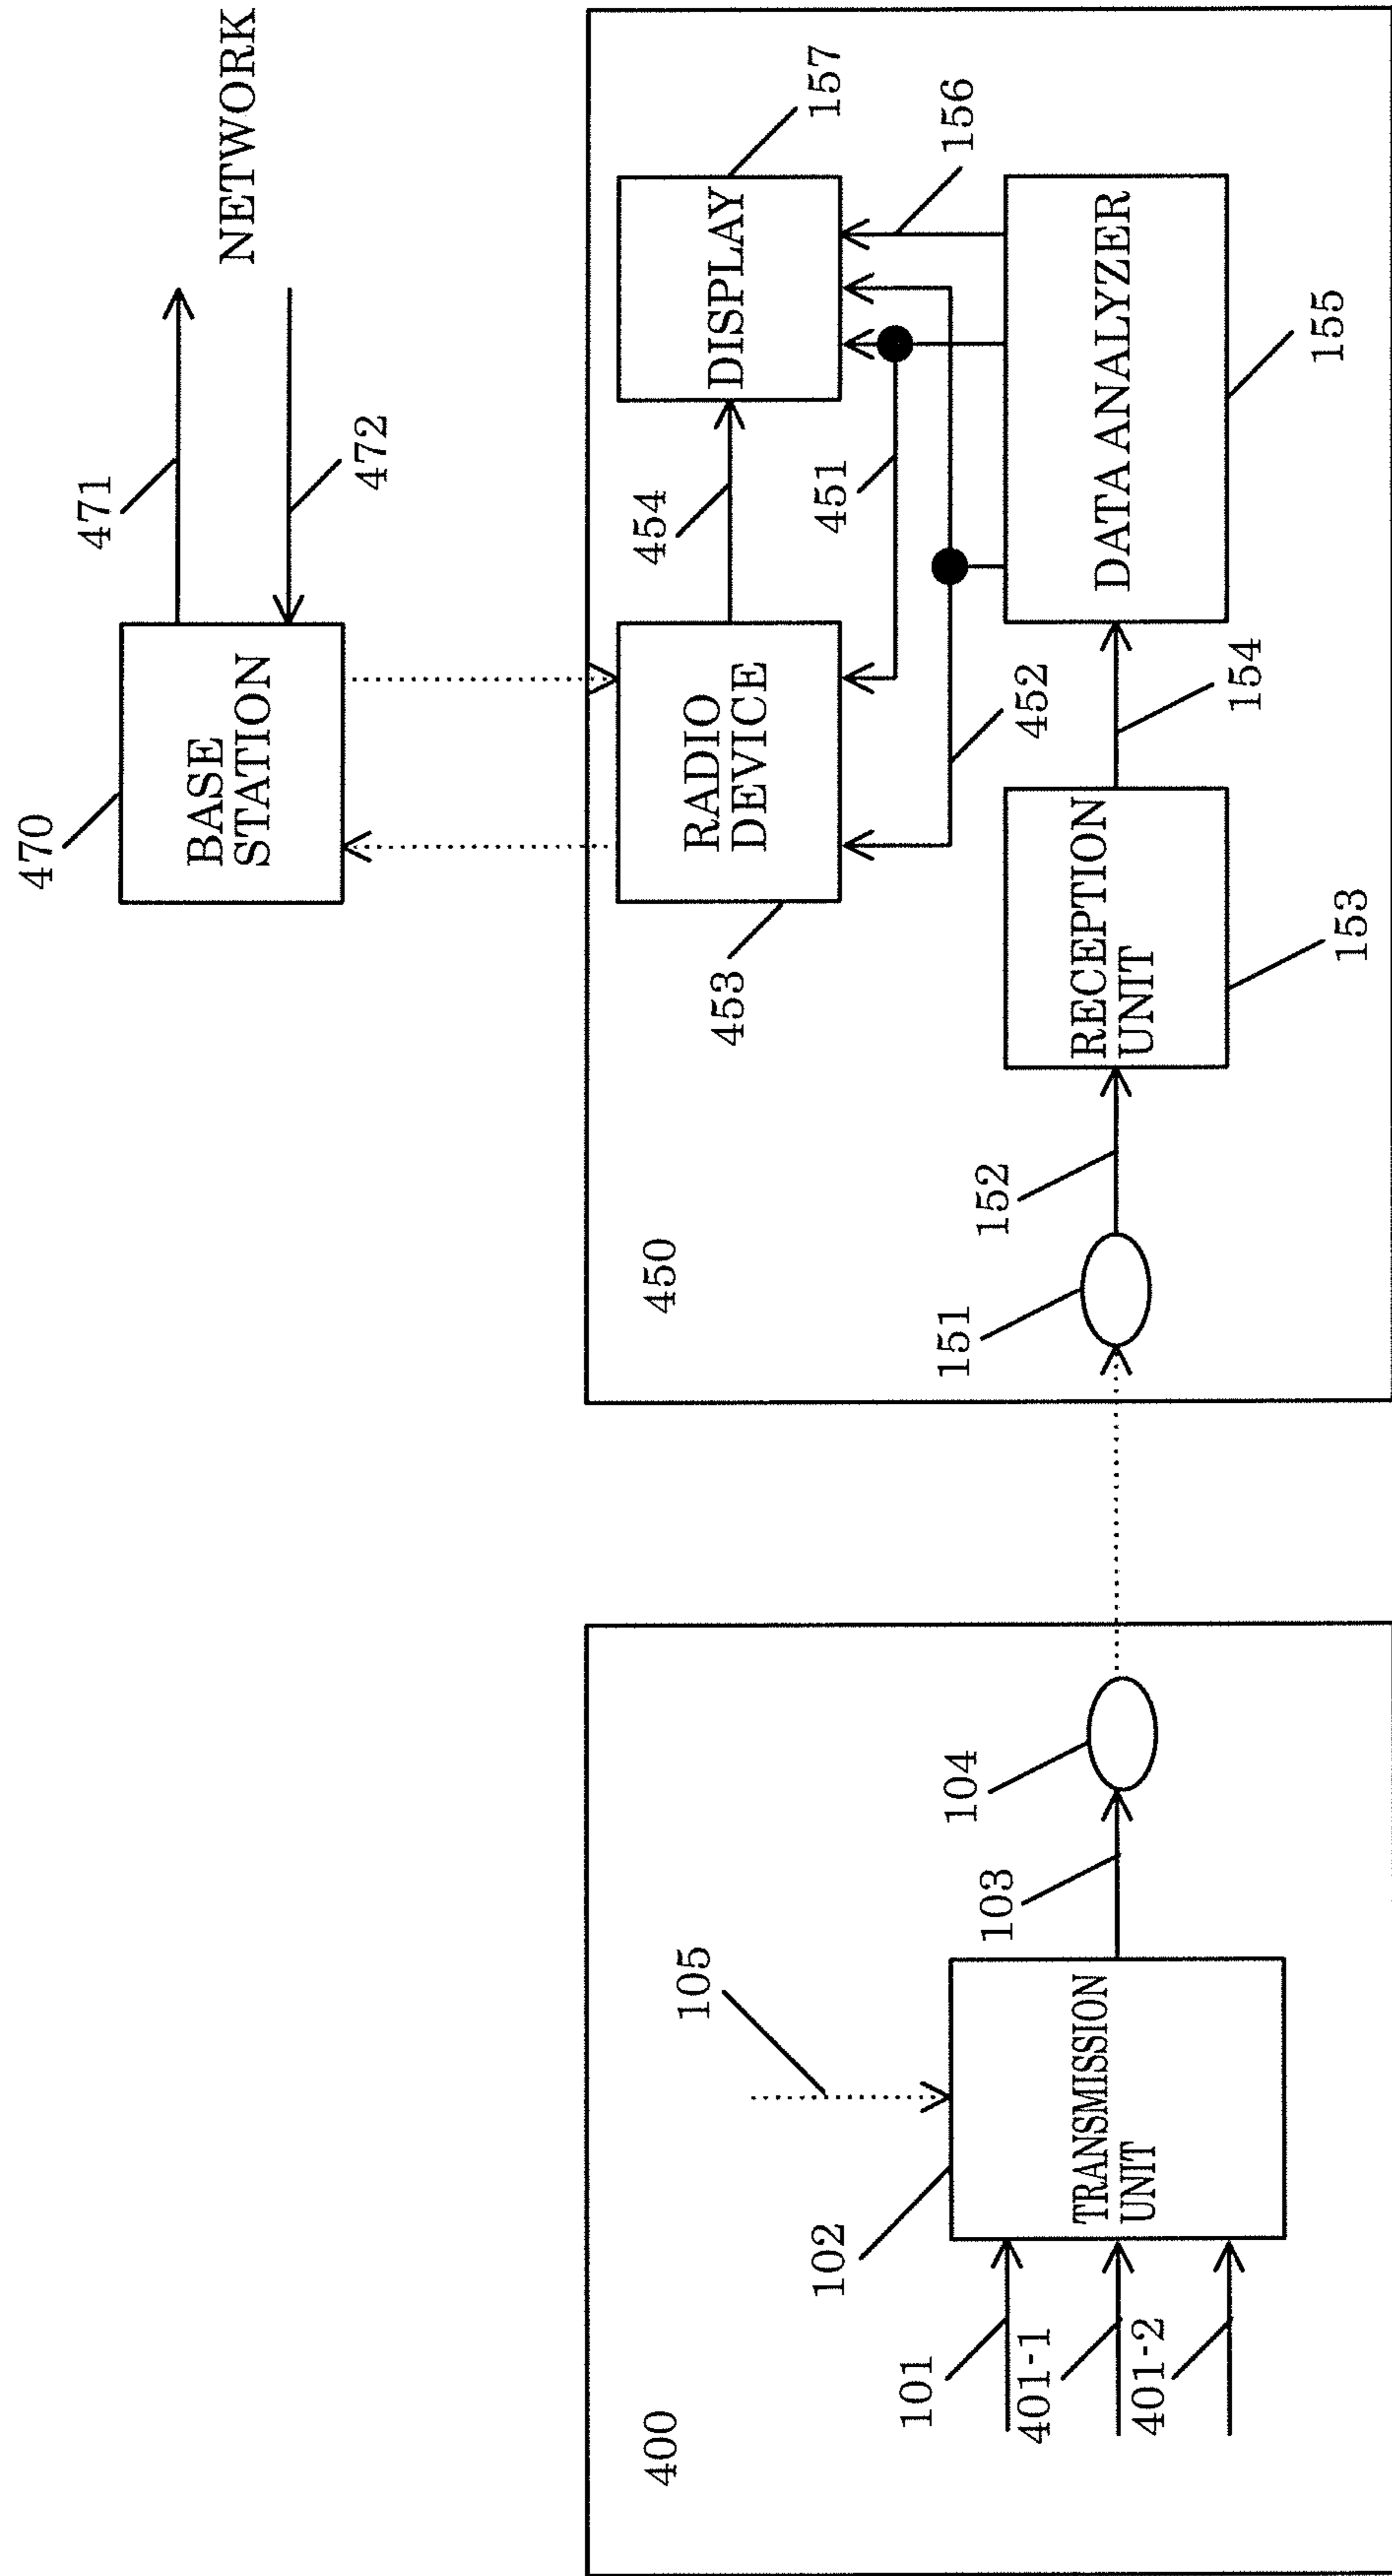 NETWORK
471
472
470
BASE
STATION
157
DISPLAY
156
454
451
RADIO
DEVICE
453
452
DATA ANALYZER
155
154
RECEPTION
UNIT
153
152
151
450
104
103
105
TRANSMISSION
UNIT
102
101
401-1
401-2
400